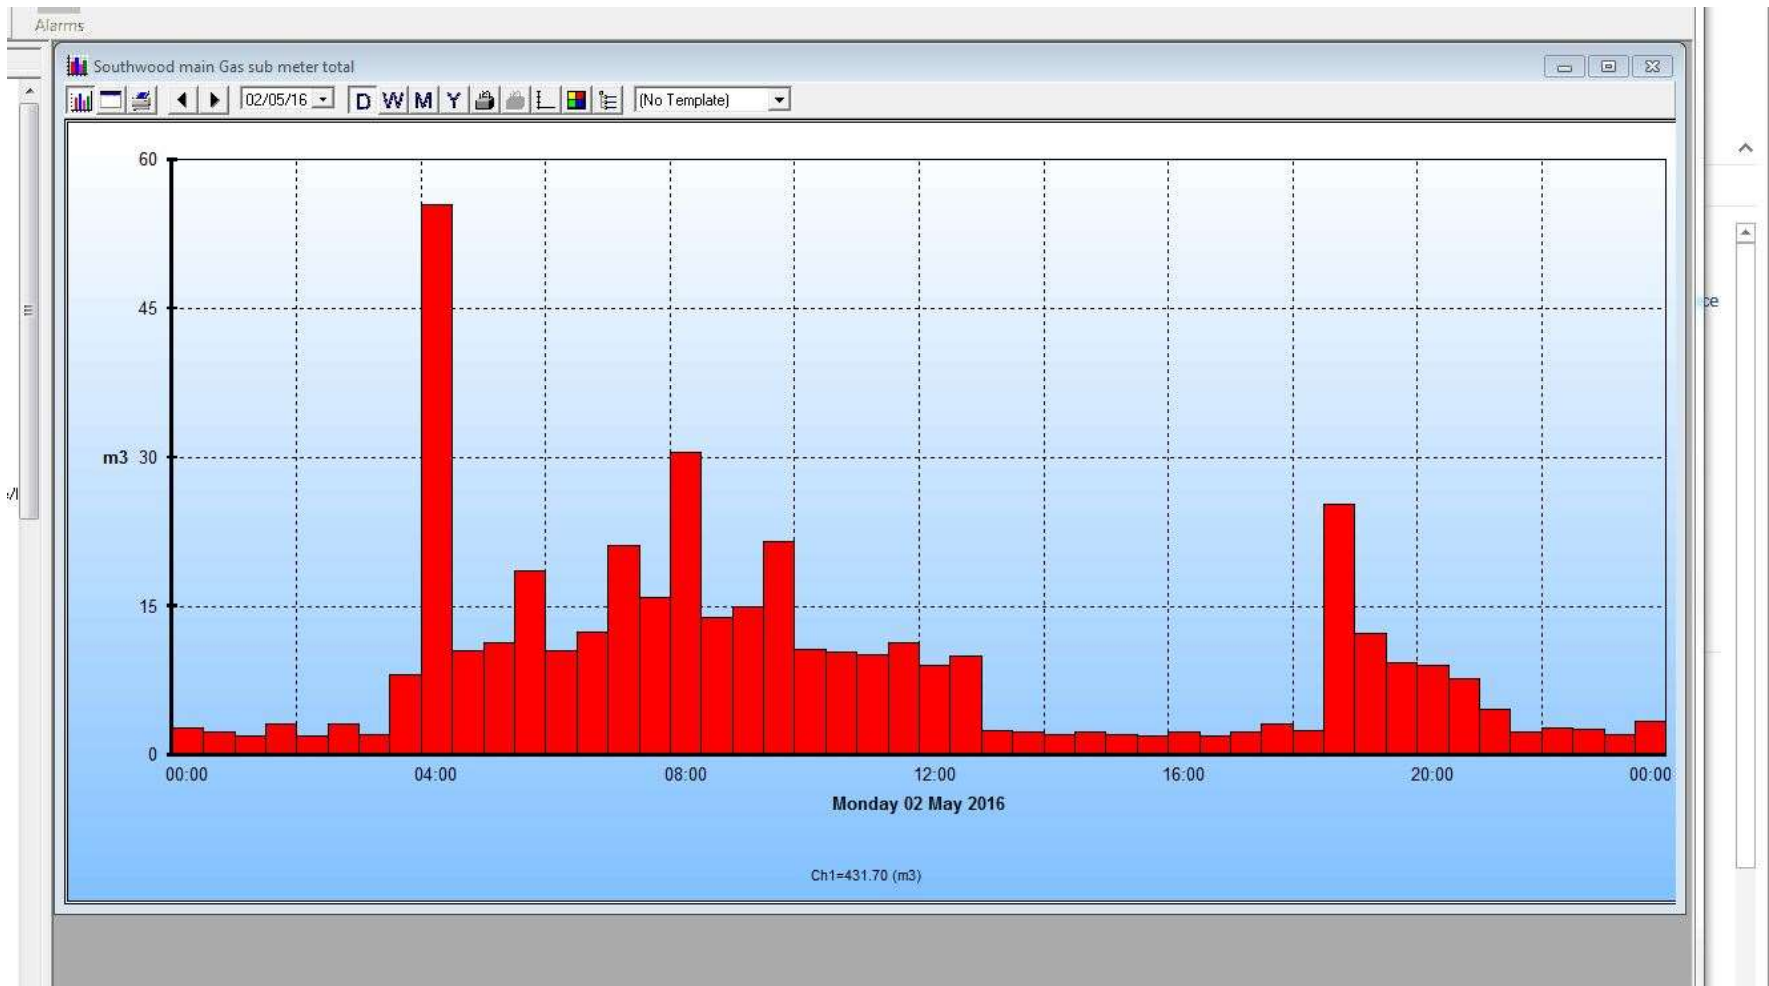 Alarms
Southwood main Gas sub meter total
02/05/16 D W M Y (No Template)
60
45
ce
m3 30
e/l
15
0
00:00 04:00 08:00 12:00 16:00 20:00 00:00
Monday 02 May 2016
Ch1=431.70 (m3)